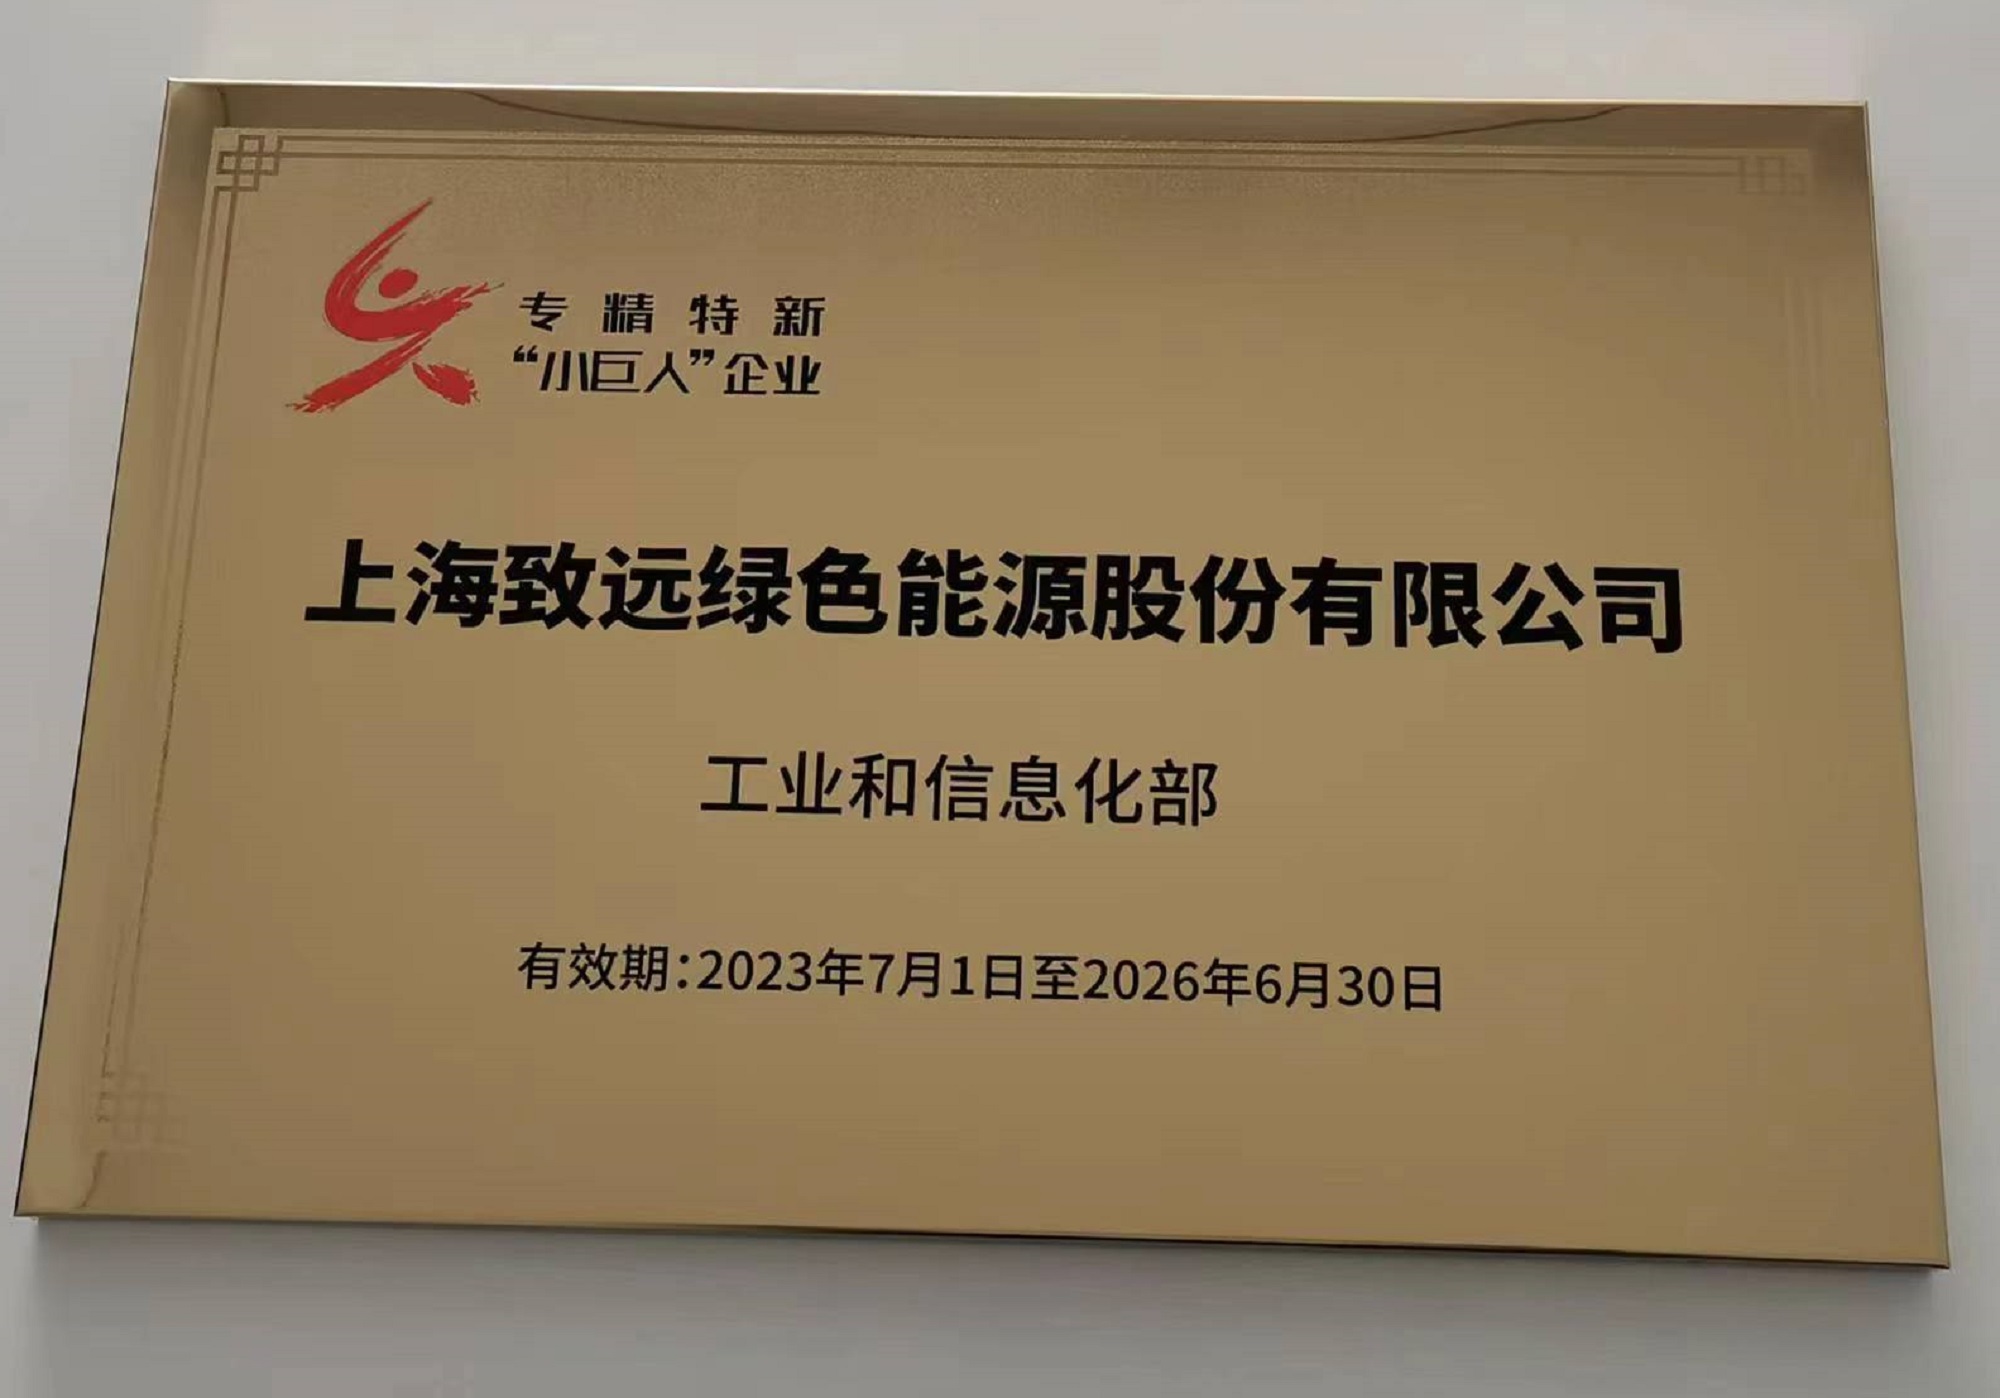 专精特新
“小巨人”企业
上海致远绿色能源股份有限公司
工业和信息化部
有效期:2023年7月1日至2026年6月30日